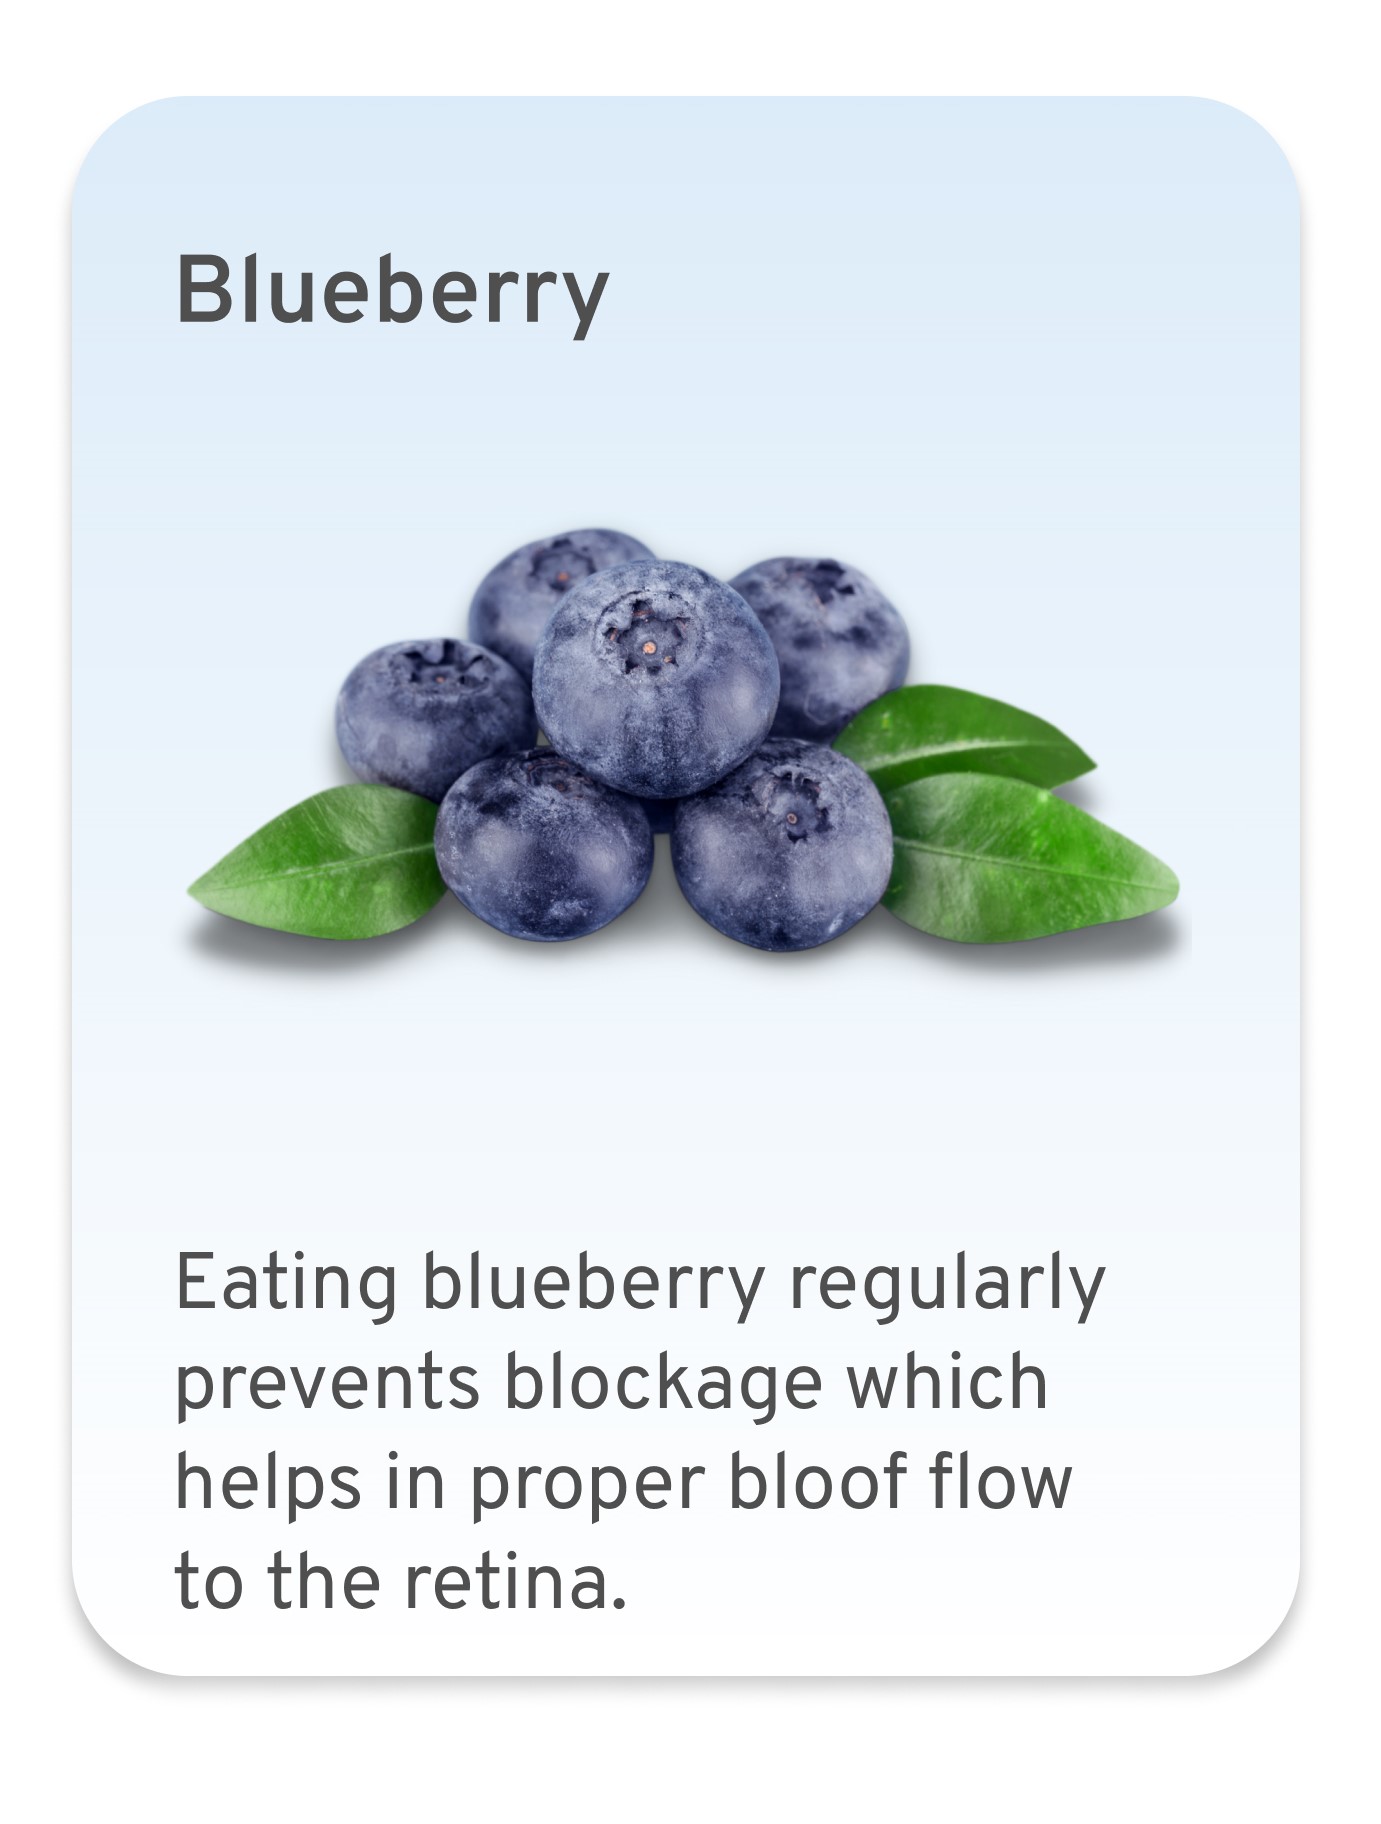 Blueberry
Eating blueberry regularly
prevents blockage which
helps in proper bloof flow
to the retina.